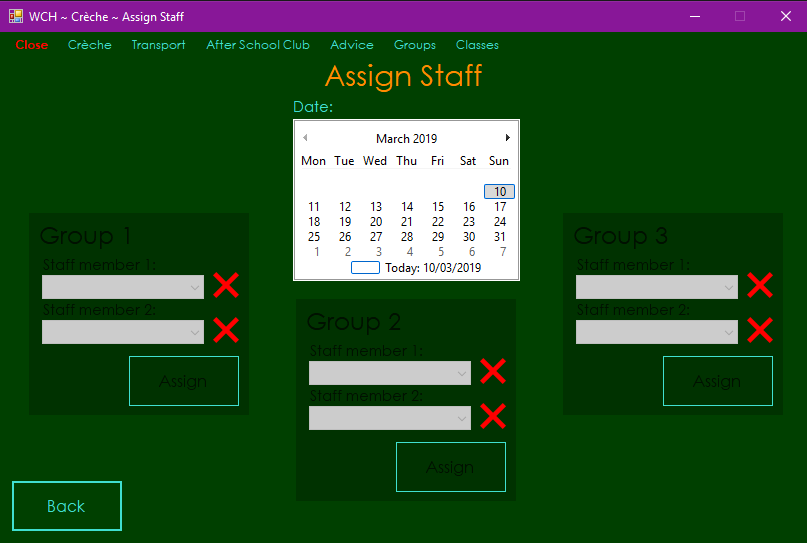 WCH ~ Crèche ~ Assign Staff
Close Crèche Transport After School Club Advice Groups Classes
Assign Staff
Date:
March 2019
Mon Tue Wed Thu Fri Sat Sun
10
11 12 13 14 15 16 17
18 19 20 21 22 23 24
25 26 27 28 29 30 31
1 2 3 4 5 6 7
Today: 10/03/2019
Group 1
Staff member 1:
Staff member 2:
Assign
Group 2
Staff member 1:
Staff member 2:
Assign
Group 3
Staff member 1:
Staff member 2:
Assign
Back